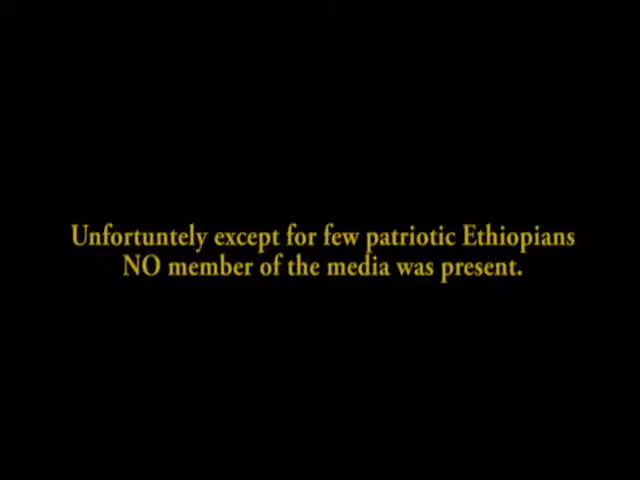 Unfortuntely except for few patriotic Ethiopians
NO member of the media was present.